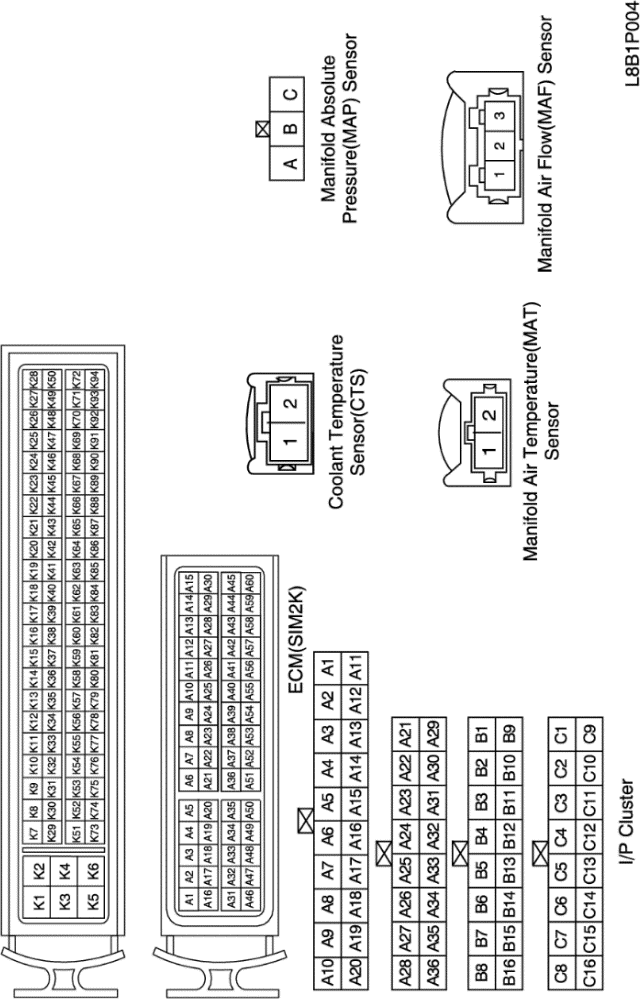 K1 K2
K3 K4
K5 K6
K7 K8 K9 K10 K11 K12 K13 K14 K15 K16 K17 K18 K19 K20 K21 K22 K23 K24 K25 K26 K27 K28
K29 K30 K31 K32 K33 K34 K35 K36 K37 K38 K39 K40 K41 K42 K43 K44 K45 K46 K47 K48 K49 K50
K51 K52 K53 K54 K55 K56 K57 K58 K59 K60 K61 K62 K63 K64 K65 K66 K67 K68 K69 K70 K71 K72
K73 K74 K75 K76 K77 K78 K79 K80 K81 K82 K83 K84 K85 K86 K87 K88 K89 K90 K91 K92 K93 K94
A1 A2 A3 A4 A5 A6 A7 A8 A9 A10 A11 A12 A13 A14 A15
A16 A17 A18 A19 A20 A21 A22 A23 A24 A25 A26 A27 A28 A29 A30
A31 A32 A33 A34 A35 A36 A37 A38 A39 A40 A41 A42 A43 A44 A45
A46 A47 A48 A49 A50 A51 A52 A53 A54 A55 A56 A57 A58 A59 A60
ECM(SIM2K)
A10 A9 A8 A7 A6 A5 A4 A3 A2 A1
A20 A19 A18 A17 A16 A15 A14 A13 A12 A11
A28 A27 A26 A25 A24 A23 A22 A21
A36 A35 A34 A33 A32 A31 A30 A29
B8 B7 B6 B5 B4 B3 B2 B1
B16 B15 B14 B13 B12 B11 B10 B9
C8 C7 C6 C5 C4 C3 C2 C1
C16 C15 C14 C13 C12 C11 C10 C9
I/P Cluster
1 2
Coolant Temperature
Sensor(CTS)
A B C
Manifold Absolute
Pressure(MAP) Sensor
1 2
Manifold Air Temperature(MAT)
Sensor
1 2 3
Manifold Air Flow(MAF) Sensor
L8B1P004